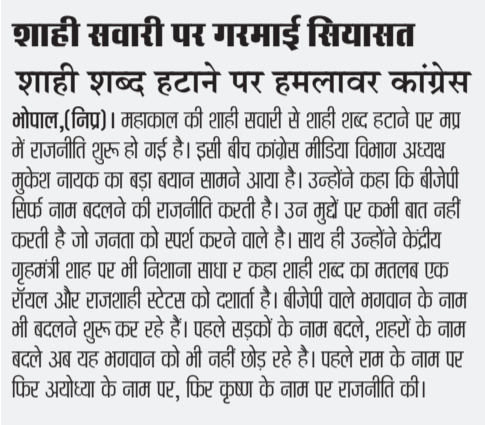 शाही सवारी पर गरमाई सियासत
शाही शब्द हटाने पर हमलावर कांग्रेस
भोपाल,(निप्र)। महाकाल की शाही सवारी से शाही शब्द हटाने पर मप्र
में राजनीति शुरू हो गई है। इसी बीच कांग्रेस मीडिया विभाग अध्यक्ष
मुकेश नायक का बड़ा बयान सामने आया है। उन्होंने कहा कि बीजेपी
सिर्फ नाम बदलने की राजनीति करती है। उन मुद्दों पर कभी बात नहीं
करती है जो जनता को स्पर्श करने वाले है। साथ ही उन्होंने केंद्रीय
गृहमंत्री शाह पर भी निशाना साधा र कहा शाही शब्द का मतलब एक
रॉयल और राजशाही स्टेटस को दशार्ता है। बीजेपी वाले भगवान के नाम
भी बदलने शुरू कर रहे हैं। पहले सड़कों के नाम बदले, शहरों के नाम
बदले अब यह भगवान को भी नहीं छोड़ रहे है। पहले राम के नाम पर
फिर अयोध्या के नाम पर, फिर कृष्ण के नाम पर राजनीति की।